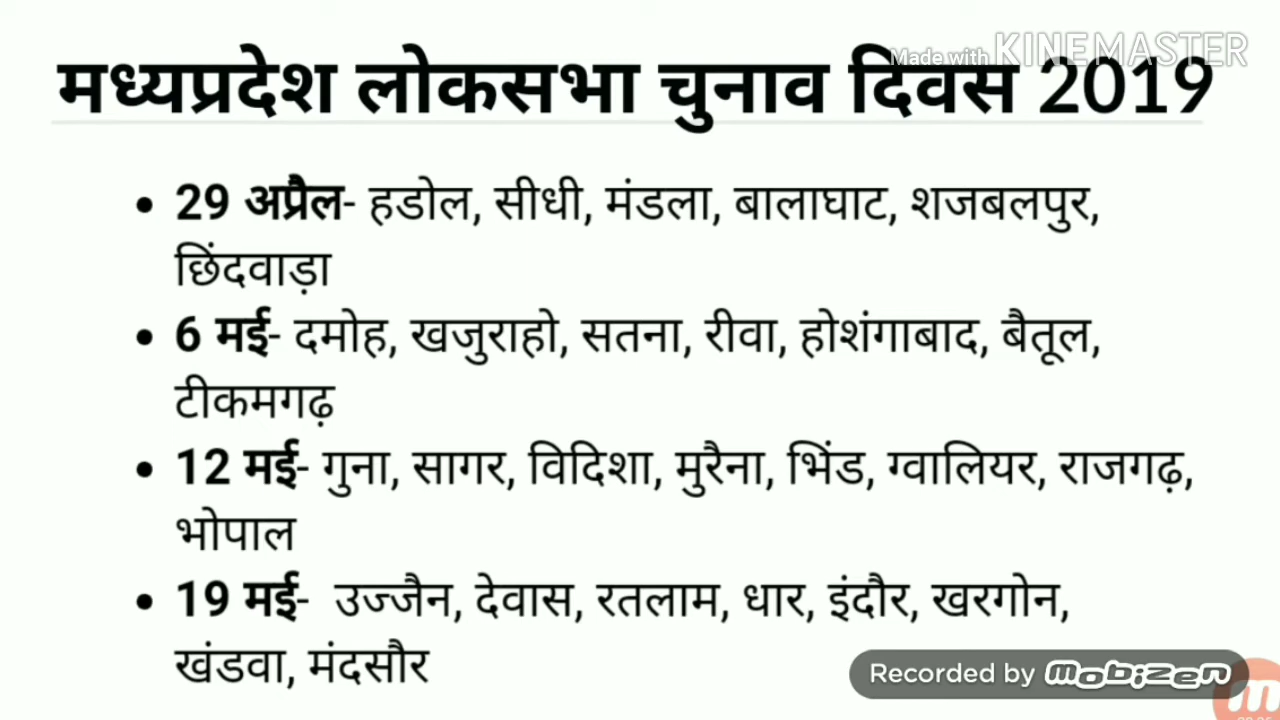 Made with KINEMASTER
मध्यप्रदेश लोकसभा चुनाव दिवस 2019
• 29 अप्रैल- हडोल, सीधी, मंडला, बालाघाट, शजबलपुर,
छिंदवाड़ा
• 6 मई- दमोह, खजुराहो, सतना, रीवा, होशंगाबाद, बैतूल,
टीकमगढ़
• 12 मई- गुना, सागर, विदिशा, मुरैना, भिंड, ग्वालियर, राजगढ़,
भोपाल
• 19 मई- उज्जैन, देवास, रतलाम, धार, इंदौर, खरगोन,
खंडवा, मंदसौर
Recorded by mobizen